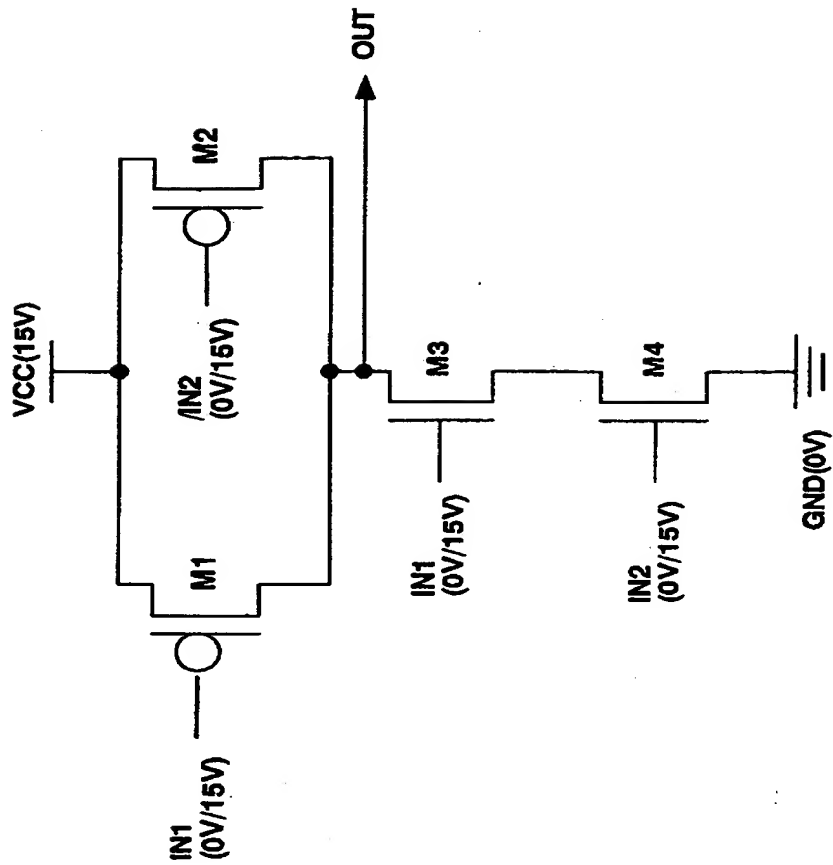 VCC(15V)
M1
M2
IN1
(0V/15V)
/IN2
(0V/15V)
OUT
IN1
(0V/15V)
M3
IN2
(0V/15V)
M4
GND(0V)